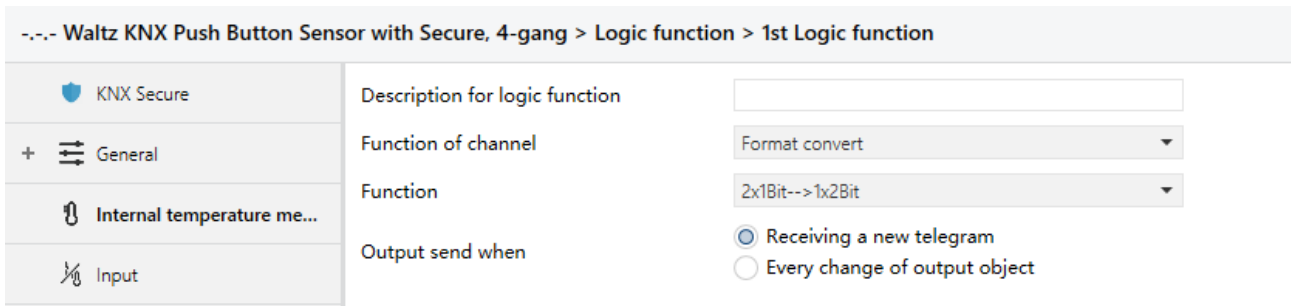 -.-.- Waltz KNX Push Button Sensor with Secure, 4-gang > Logic function > 1st Logic function
KNX Secure
+ General
Internal temperature me...
Input
Description for logic function
Function of channel
Format convert
Function
2x1Bit-->1x2Bit
Output send when
Receiving a new telegram
Every change of output object